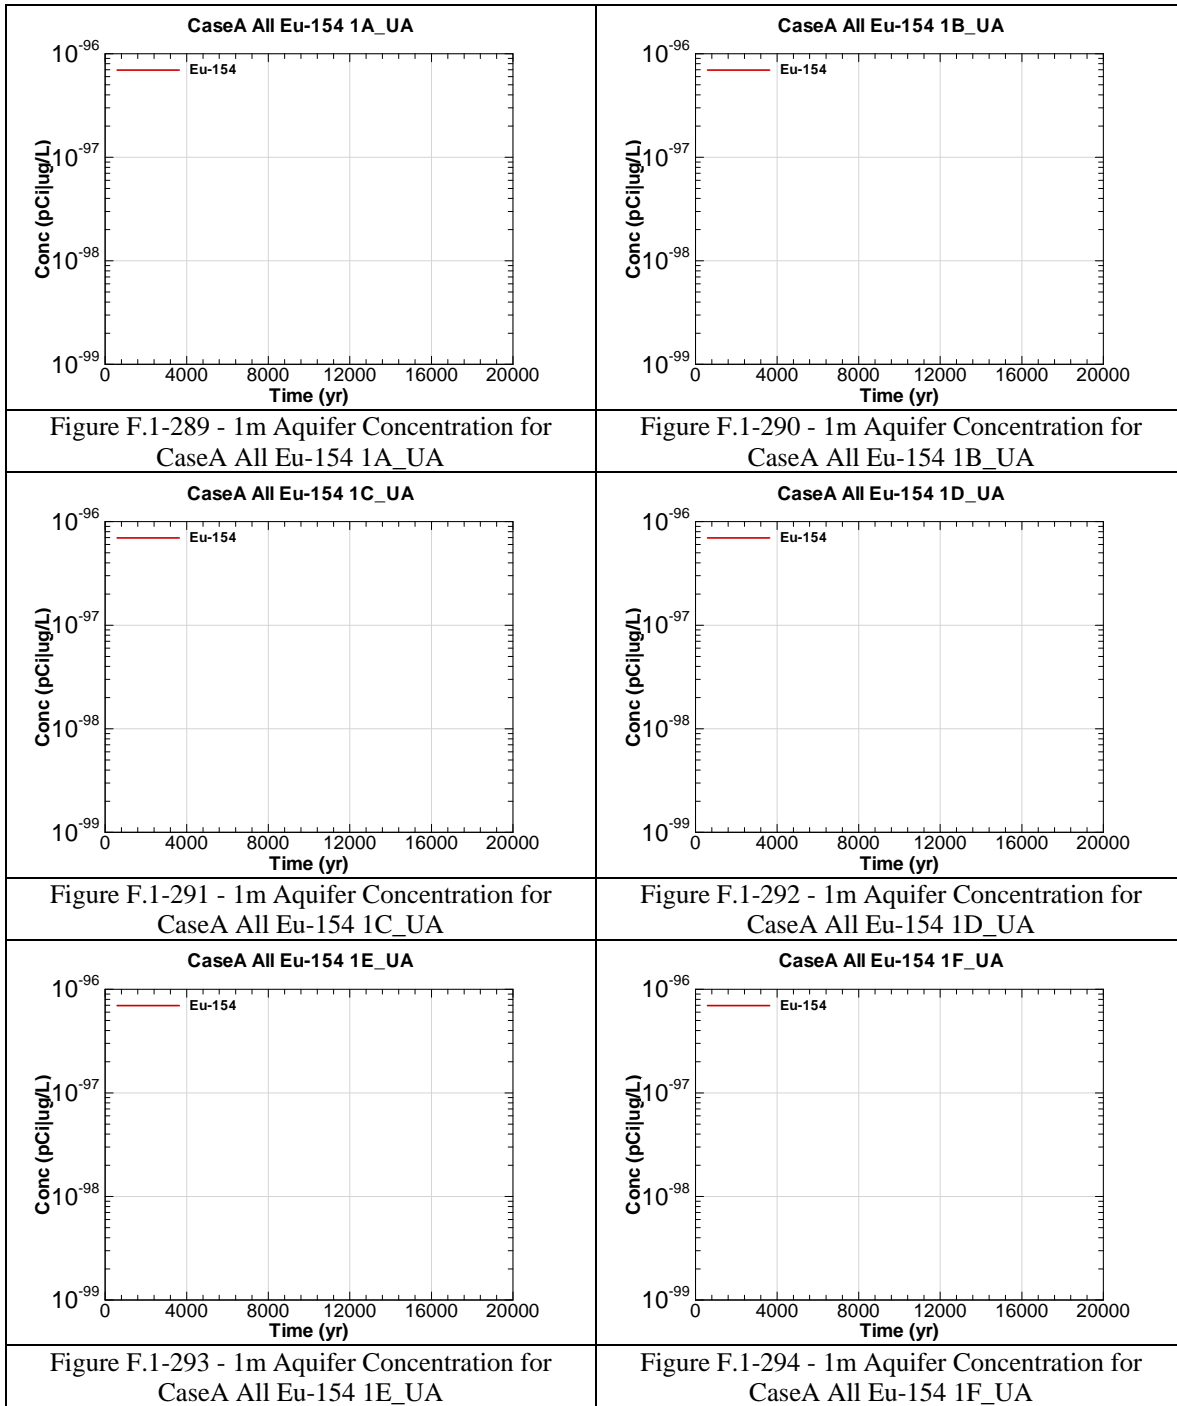 CaseA All Eu-154 1A_UA
Eu-154
Conc (pCi|ug/L)
10-96
10-97
10-98
10-99
0 4000 8000 12000 16000 20000
Time (yr)
Figure F.1-289 - 1m Aquifer Concentration for
CaseA All Eu-154 1A_UA
CaseA All Eu-154 1B_UA
Eu-154
Conc (pCi|ug/L)
10-96
10-97
10-98
10-99
0 4000 8000 12000 16000 20000
Time (yr)
Figure F.1-290 - 1m Aquifer Concentration for
CaseA All Eu-154 1B_UA
CaseA All Eu-154 1C_UA
Eu-154
Conc (pCi|ug/L)
10-96
10-97
10-98
10-99
0 4000 8000 12000 16000 20000
Time (yr)
Figure F.1-291 - 1m Aquifer Concentration for
CaseA All Eu-154 1C_UA
CaseA All Eu-154 1D_UA
Eu-154
Conc (pCi|ug/L)
10-96
10-97
10-98
10-99
0 4000 8000 12000 16000 20000
Time (yr)
Figure F.1-292 - 1m Aquifer Concentration for
CaseA All Eu-154 1D_UA
CaseA All Eu-154 1E_UA
Eu-154
Conc (pCi|ug/L)
10-96
10-97
10-98
10-99
0 4000 8000 12000 16000 20000
Time (yr)
Figure F.1-293 - 1m Aquifer Concentration for
CaseA All Eu-154 1E_UA
CaseA All Eu-154 1F_UA
Eu-154
Conc (pCi|ug/L)
10-96
10-97
10-98
10-99
0 4000 8000 12000 16000 20000
Time (yr)
Figure F.1-294 - 1m Aquifer Concentration for
CaseA All Eu-154 1F_UA